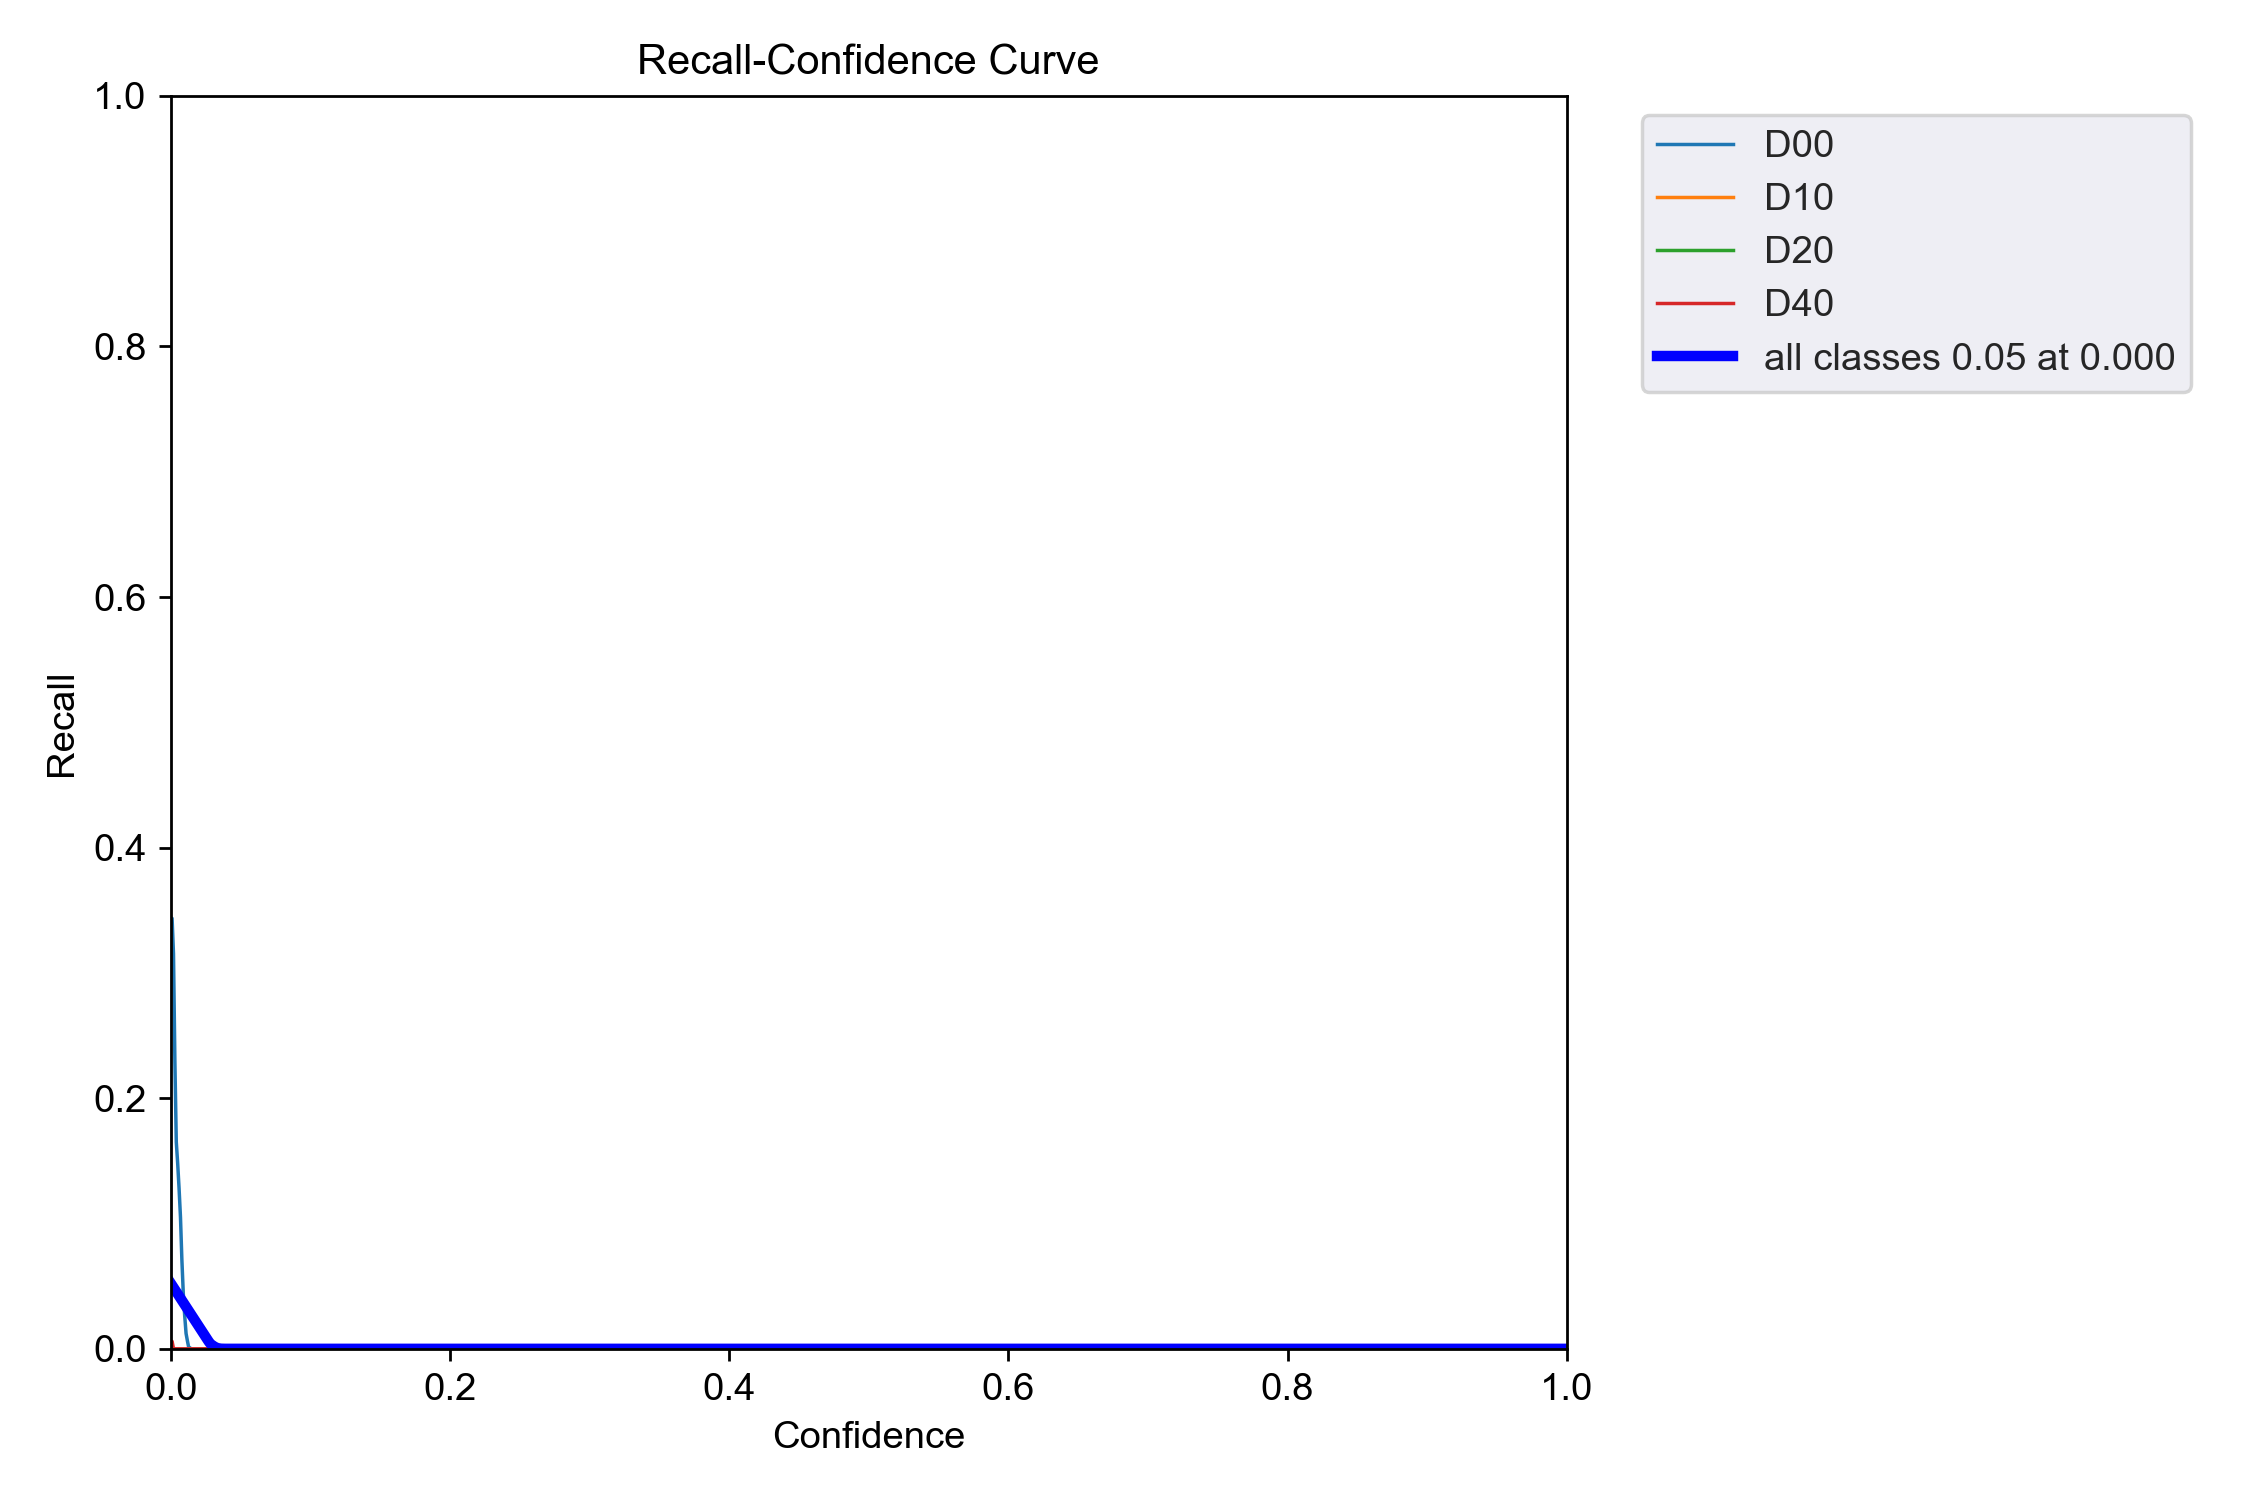 Recall-Confidence Curve
1.0
0.8
0.6
0.4
0.2
0.0
Recall
0.0 0.2 0.4 0.6 0.8 1.0
Confidence
D00
D10
D20
D40
all classes 0.05 at 0.000